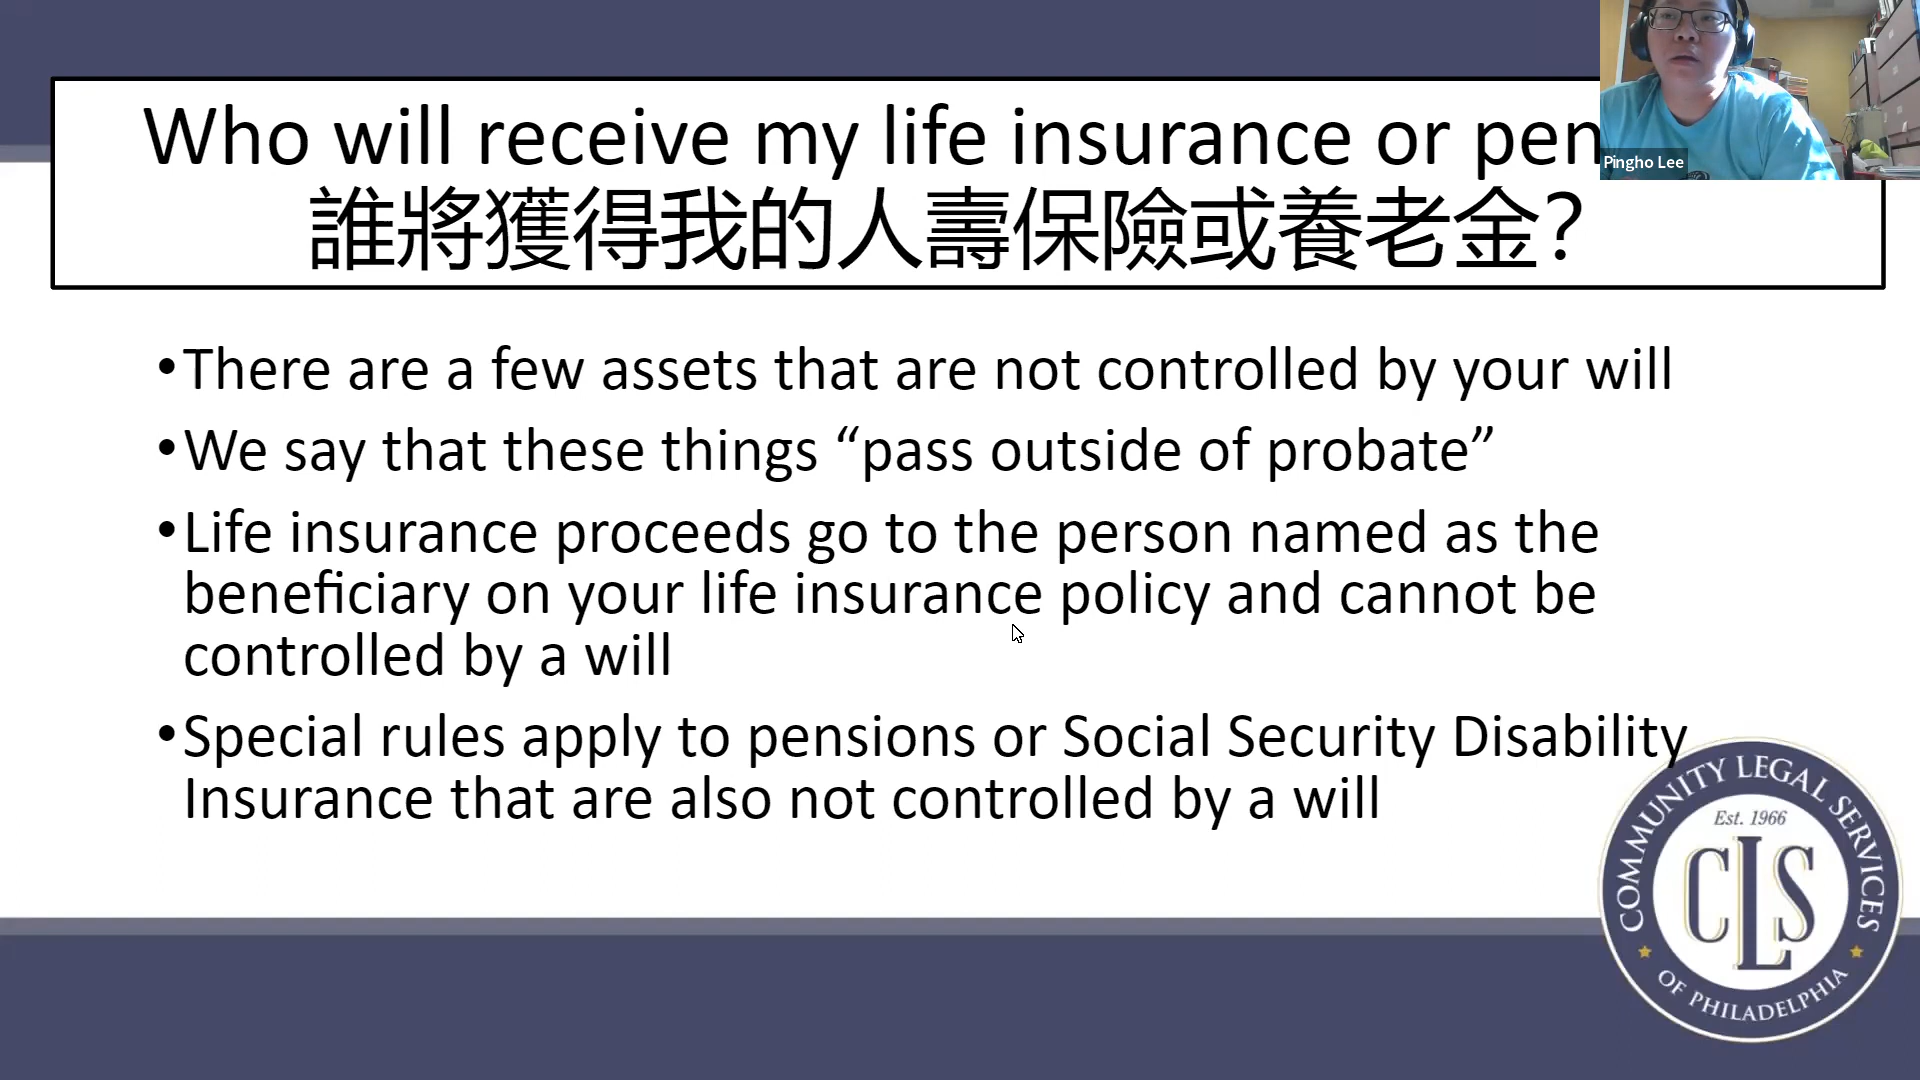 Who will receive my life insurance or pen
誰將獲得我的人壽保險或養老金?
Pingho Lee
•There are a few assets that are not controlled by your will
•We say that these things “pass outside of probate”
•Life insurance proceeds go to the person named as the
beneficiary on your life insurance policy and cannot be
controlled by a will
•Special rules apply to pensions or Social Security Disability
Insurance that are also not controlled by a will
COMMUNITY LEGAL SERVICES
Est. 1966
CLS
OF PHILADELPHIA